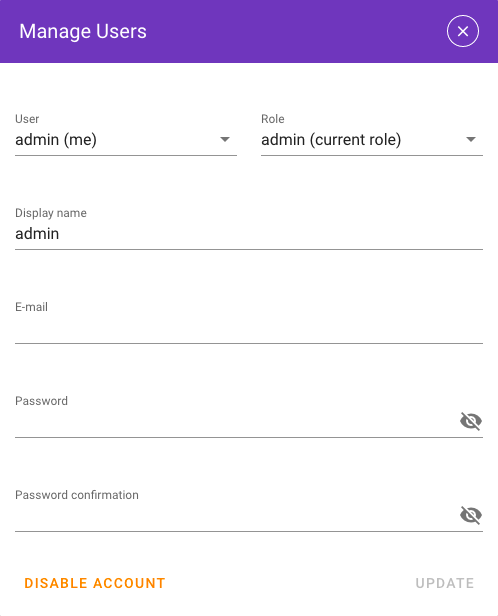 Manage Users
User
Role
admin (me)
admin (current role)
Display name
admin
E-mail
Password
Password confirmation
DISABLE ACCOUNT
UPDATE